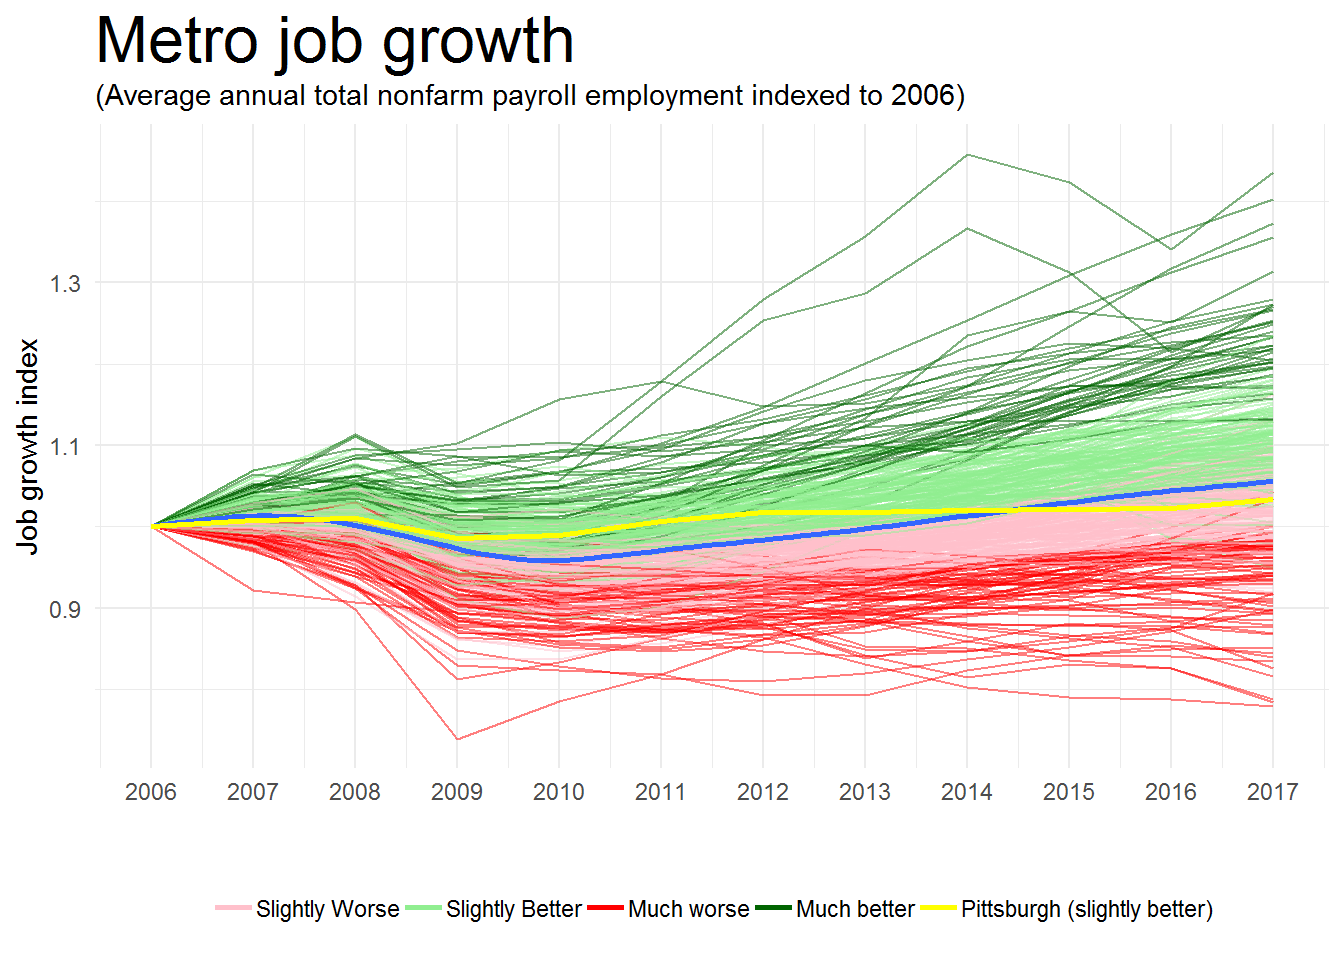 Metro job growth
(Average annual total nonfarm payroll employment indexed to 2006)
Job growth index
1.3
1.1
0.9
2006 2007 2008 2009 2010 2011 2012 2013 2014 2015 2016 2017
Slightly Worse Slightly Better Much worse Much better Pittsburgh (slightly better)